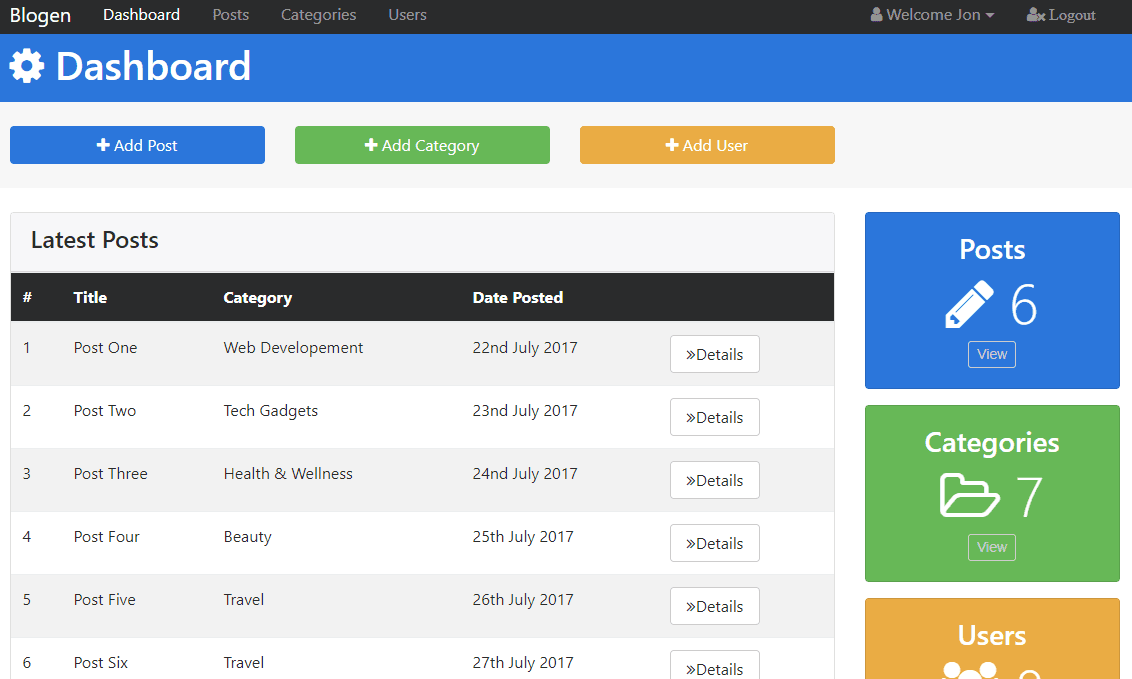 Blogen Dashboard Posts Categories Users Welcome Jon Logout
Dashboard
Add Post Add Category Add User
Latest Posts
# Title Category Date Posted
1 Post One Web Developement 22nd July 2017 »Details
2 Post Two Tech Gadgets 23nd July 2017 »Details
3 Post Three Health & Wellness 24nd July 2017 »Details
4 Post Four Beauty 25th July 2017 »Details
5 Post Five Travel 26th July 2017 »Details
6 Post Six Travel 27th July 2017 »Details
Posts
6
View
Categories
7
View
Users